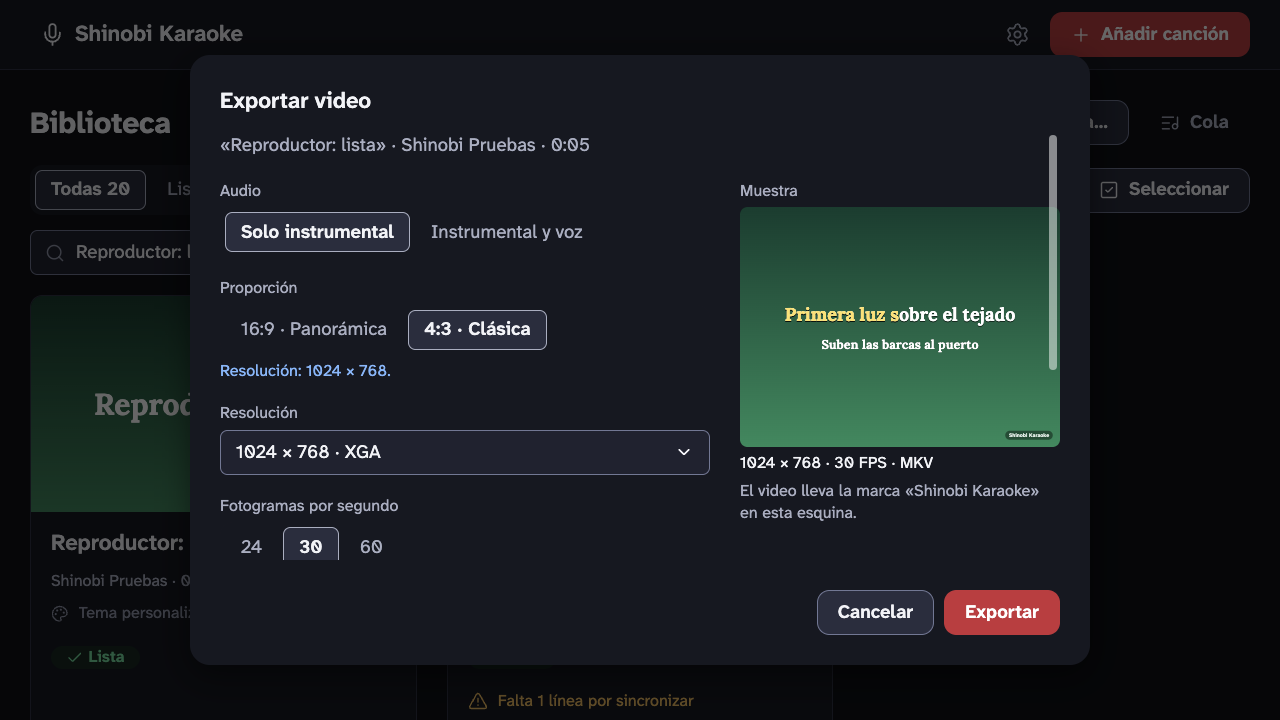 Shinobi Karaoke
Añadir canción
Biblioteca
Cola
Todas 20
Seleccionar
Reproductor:
Exportar video
«Reproductor: lista» · Shinobi Pruebas · 0:05
Audio
Solo instrumental
Instrumental y voz
Proporción
16:9 · Panorámica
4:3 · Clásica
Resolución: 1024 × 768.
Resolución
1024 × 768 · XGA
Fotogramas por segundo
24
30
60
Muestra
Primera luz sobre el tejado
Suben las barcas al puerto
Shinobi Karaoke
1024 × 768 · 30 FPS · MKV
El video lleva la marca «Shinobi Karaoke»
en esta esquina.
Cancelar
Exportar
Reproductor:
Shinobi Pruebas ·
Tema
Lista
Falta 1 línea por sincronizar